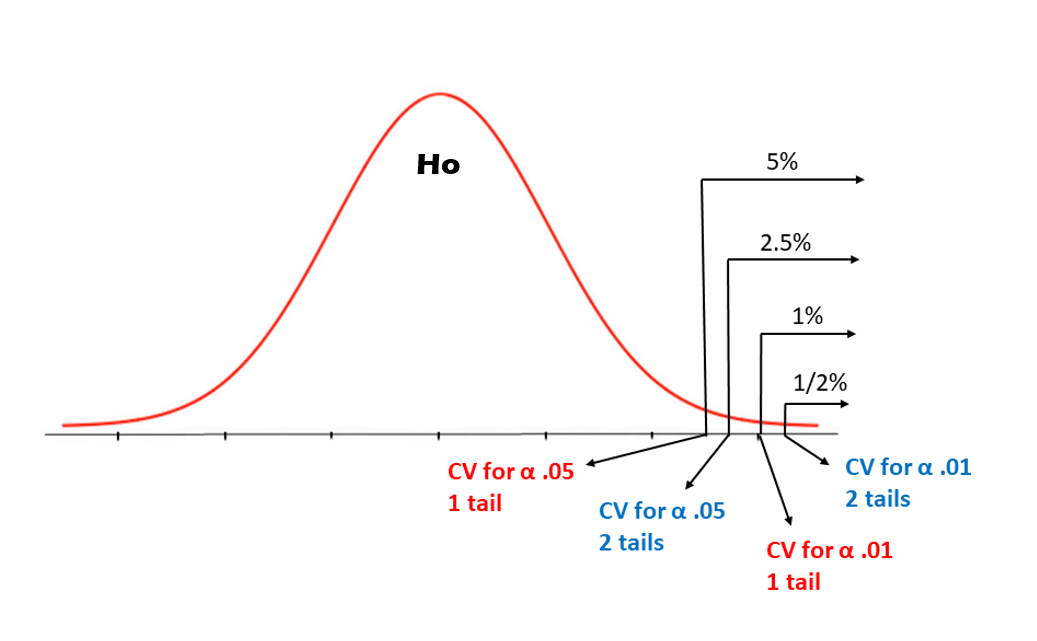 Ho
5%
2.5%
1%
1/2%
CV for α .05
1 tail
CV for α .05
2 tails
CV for α .01
1 tail
CV for α .01
2 tails